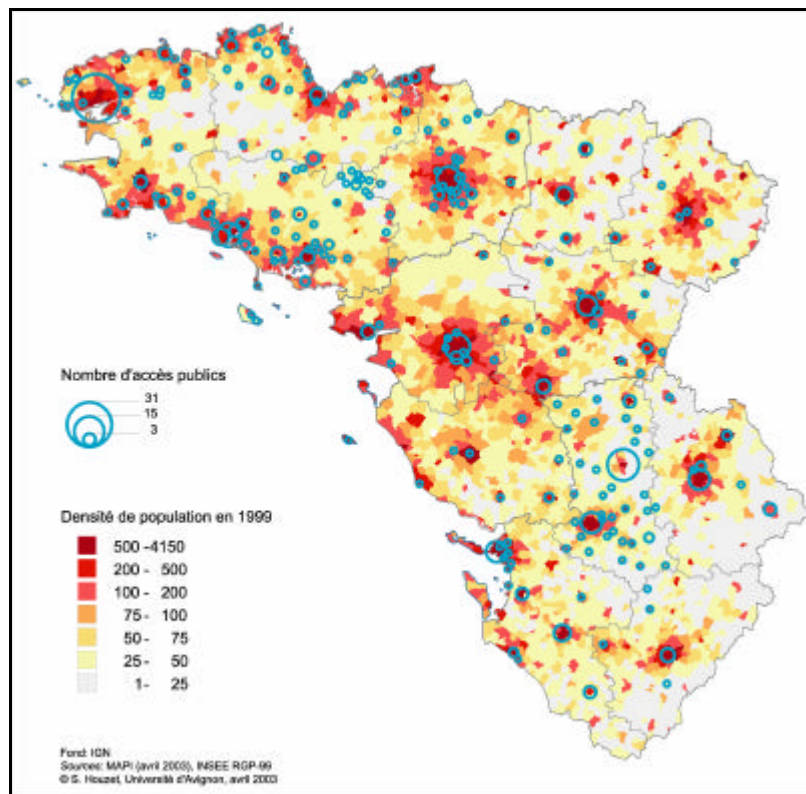 Nombre d'accès publics
31
15
3
Densité de population en 1999
500 -4150
200 - 500
100 - 200
75 - 100
50 - 75
25 - 50
1- 25
Fond: IGN
Sources: MAPI (avril 2003), INSEE RGP-99
© S. Houzet, Université d'Avignon, avril 2003